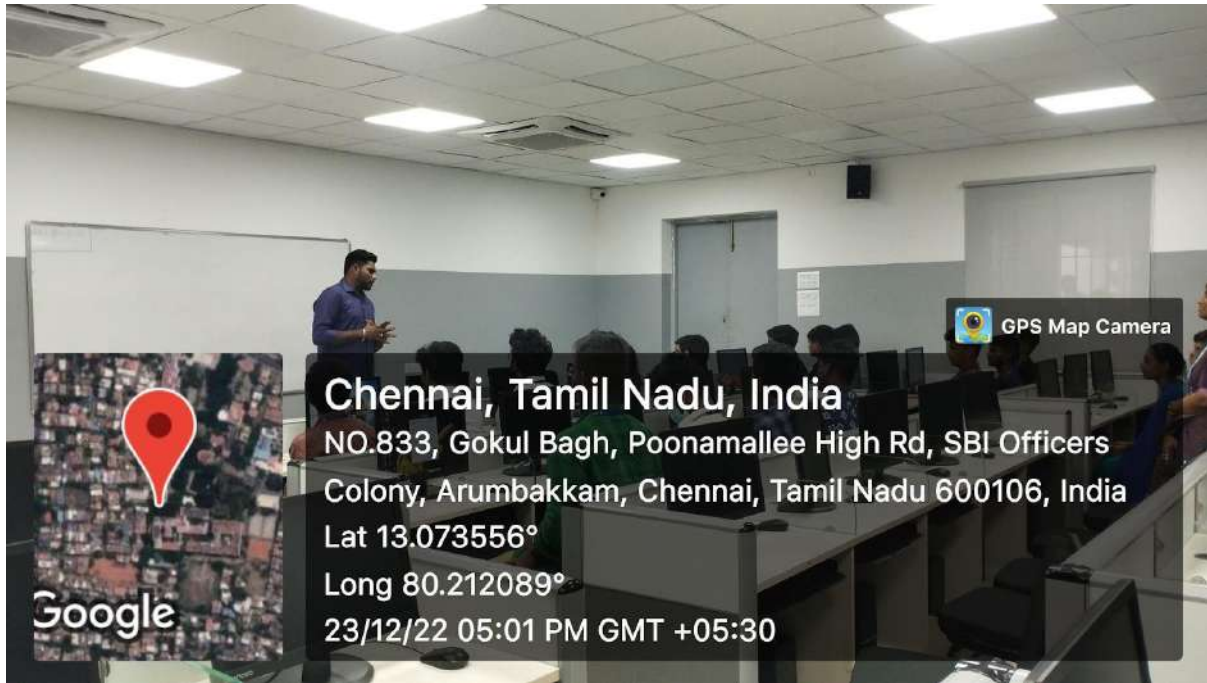 GPS Map Camera
Chennai, Tamil Nadu, India
NO.833, Gokul Bagh, Poonamallee High Rd, SBI Officers
Colony, Arumbakkam, Chennai, Tamil Nadu 600106, India
Lat 13.073556°
Long 80.212089°
23/12/22 05:01 PM GMT +05:30
Google